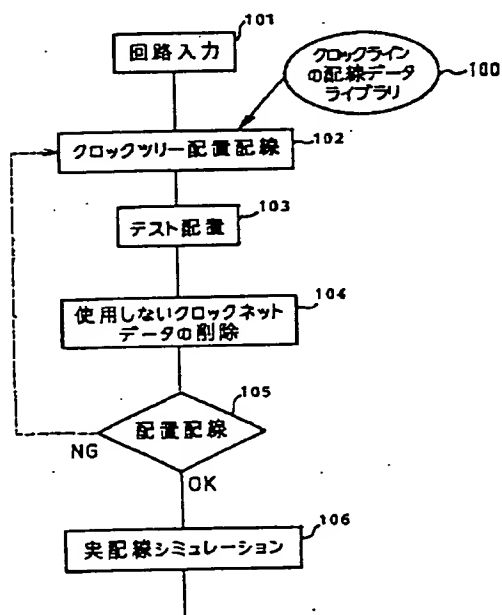 101
回路入力
クロックライン
の配線データ
ライブラリ
100
クロックツリー配置配線
102
103
テスト配置
104
使用しないクロックネット
データの削除
105
配置配線
NG
OK
106
実配線シミュレーション